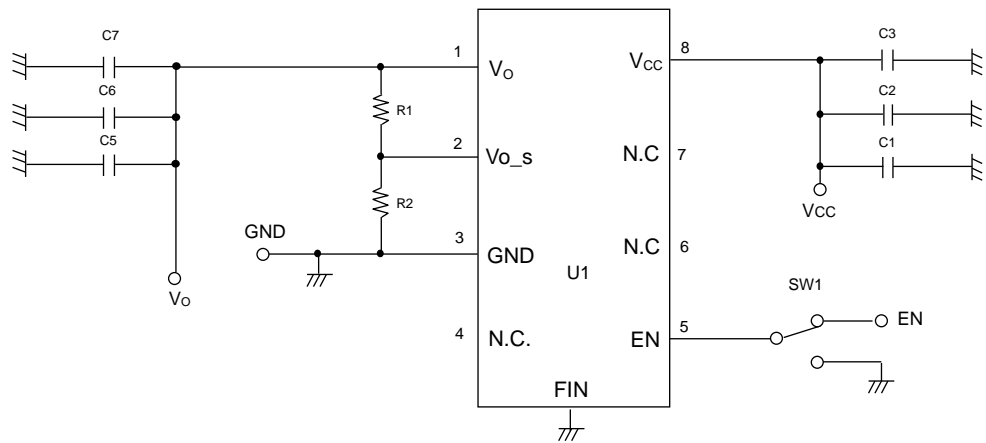 C7
C6
C5
VO
1
VO
R1
2
Vo_s
R2
GND
3
GND
4
N.C.
U1
FIN
8
VCC
N.C
7
N.C
6
EN
5
C3
C2
C1
VCC
SW1
EN